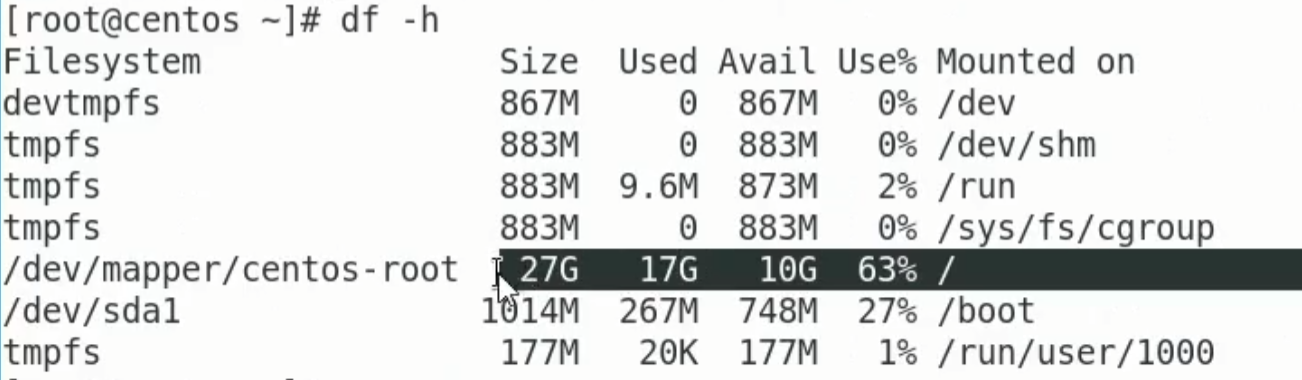 [root@centos ~]# df -h
Filesystem Size Used Avail Use% Mounted on
devtmpfs 867M 0 867M 0% /dev
tmpfs 883M 0 883M 0% /dev/shm
tmpfs 883M 9.6M 873M 2% /run
tmpfs 883M 0 883M 0% /sys/fs/cgroup
/dev/mapper/centos-root 27G 17G 10G 63% /
/dev/sda1 1014M 267M 748M 27% /boot
tmpfs 177M 20K 177M 1% /run/user/1000